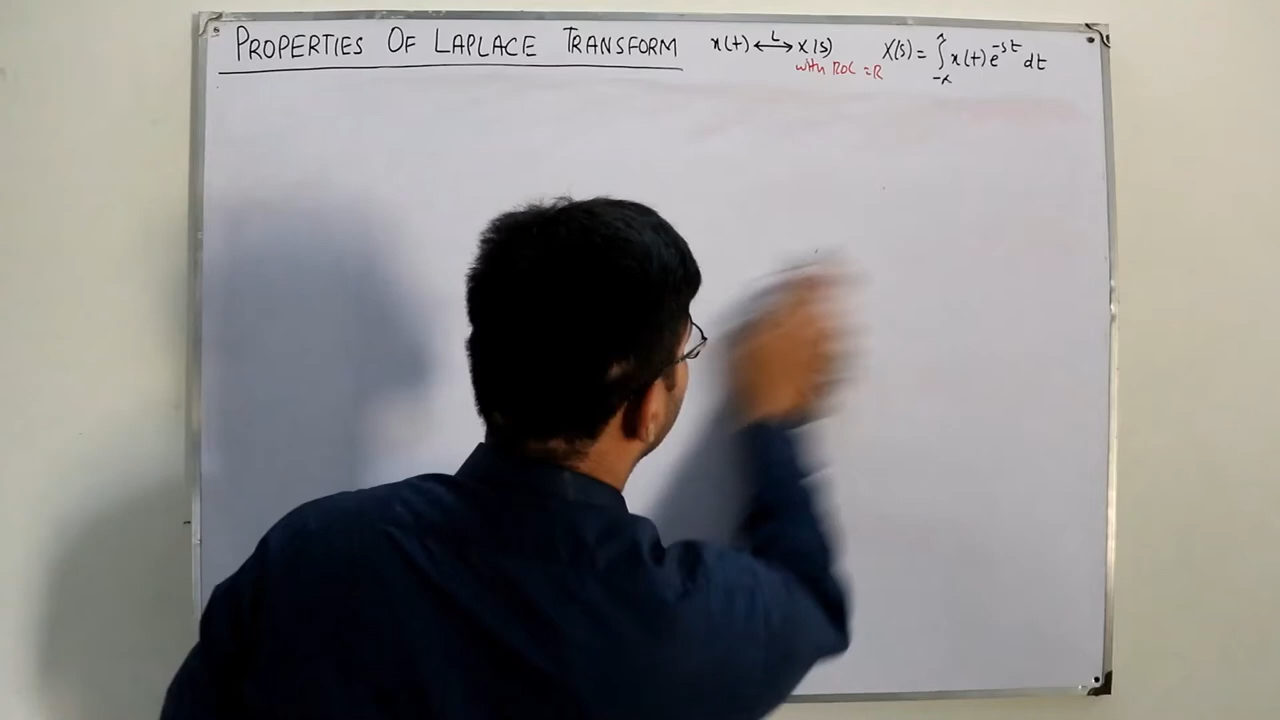 PROPERTIES OF LAPLACE TRANSFORM x(t) ⟷ᴸ X(s) X(s) = ∫_{-∞}^{∞} x(t) e^{-st} dt
with ROC = R